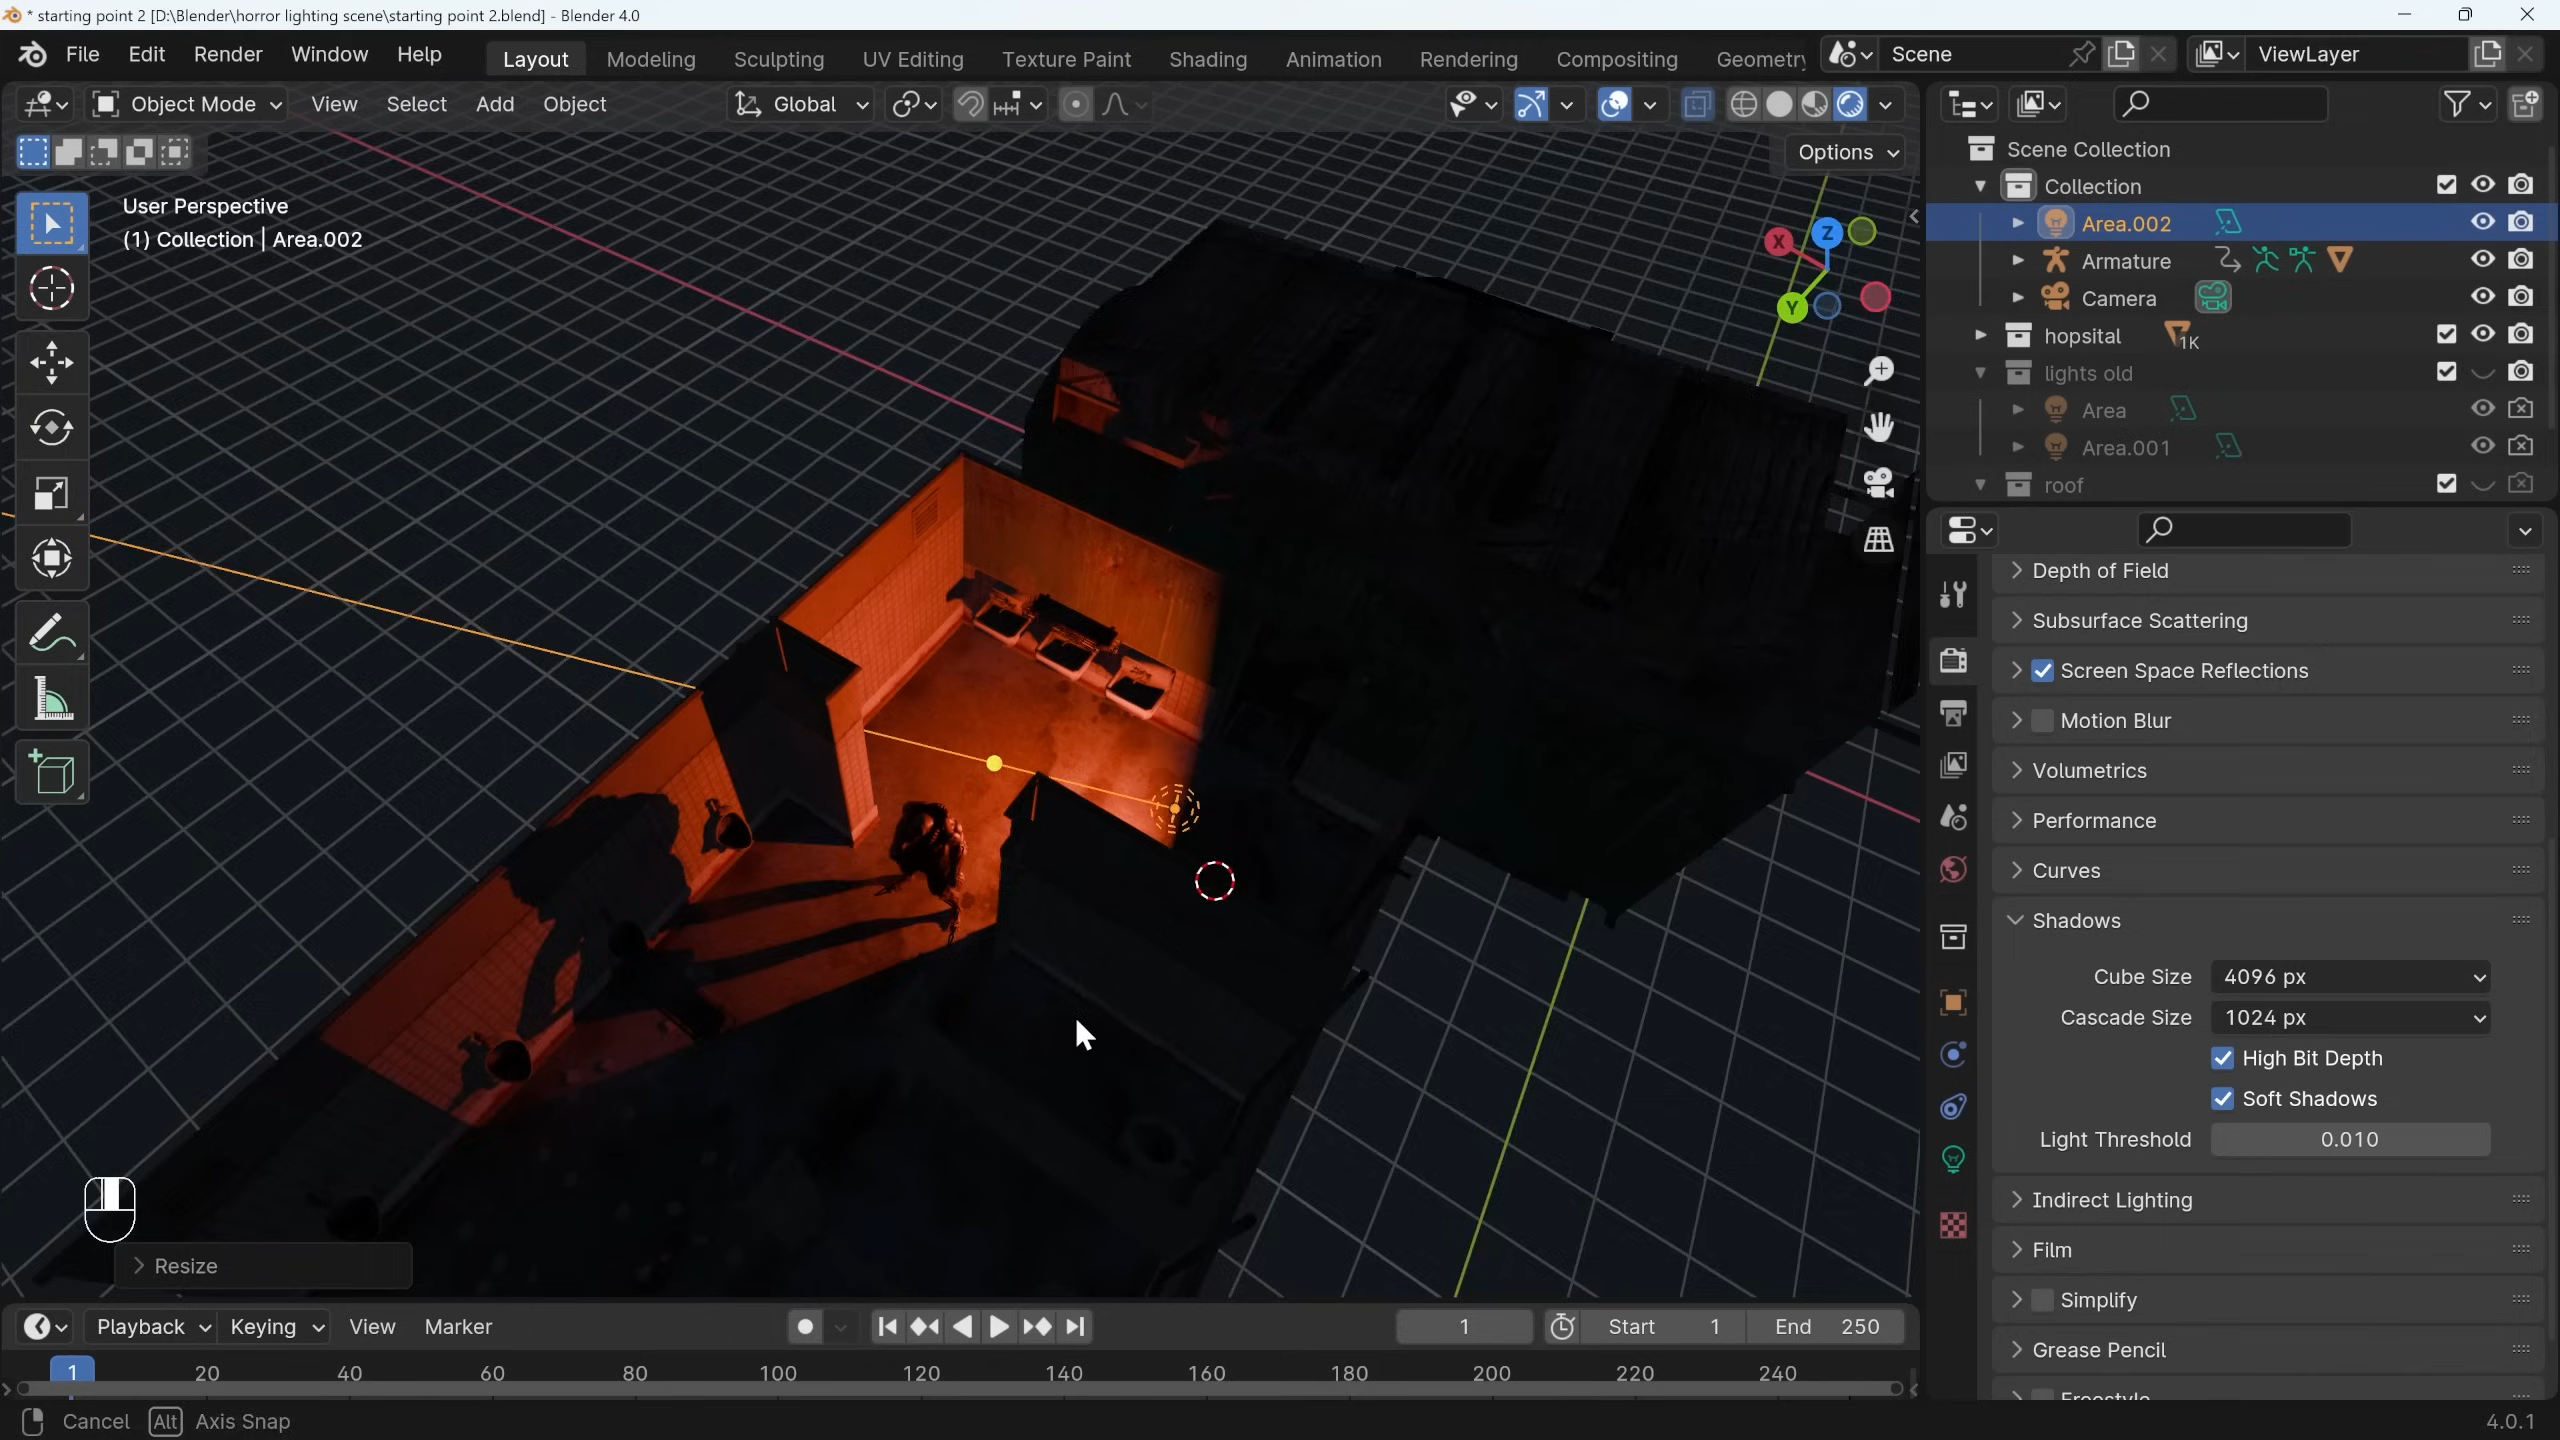 * starting point 2 [D:\Blender\horror lighting scene\starting point 2.blend] - Blender 4.0
File Edit Render Window Help Layout Modeling Sculpting UV Editing Texture Paint Shading Animation Rendering Compositing Geometry Scene ViewLayer
Object Mode View Select Add Object Global
Options
User Perspective
(1) Collection | Area.002
X Z Y
Scene Collection
Collection
Area.002
Armature
Camera
hopsital 1K
lights old
Area
Area.001
roof
Depth of Field
Subsurface Scattering
Screen Space Reflections
Motion Blur
Volumetrics
Performance
Curves
Shadows
Cube Size 4096 px
Cascade Size 1024 px
High Bit Depth
Soft Shadows
Light Threshold 0.010
Indirect Lighting
Film
Simplify
Grease Pencil
Freestyle
Resize
Playback Keying View Marker 1 Start 1 End 250
1 20 40 60 80 100 120 140 160 180 200 220 240
Cancel Alt Axis Snap 4.0.1